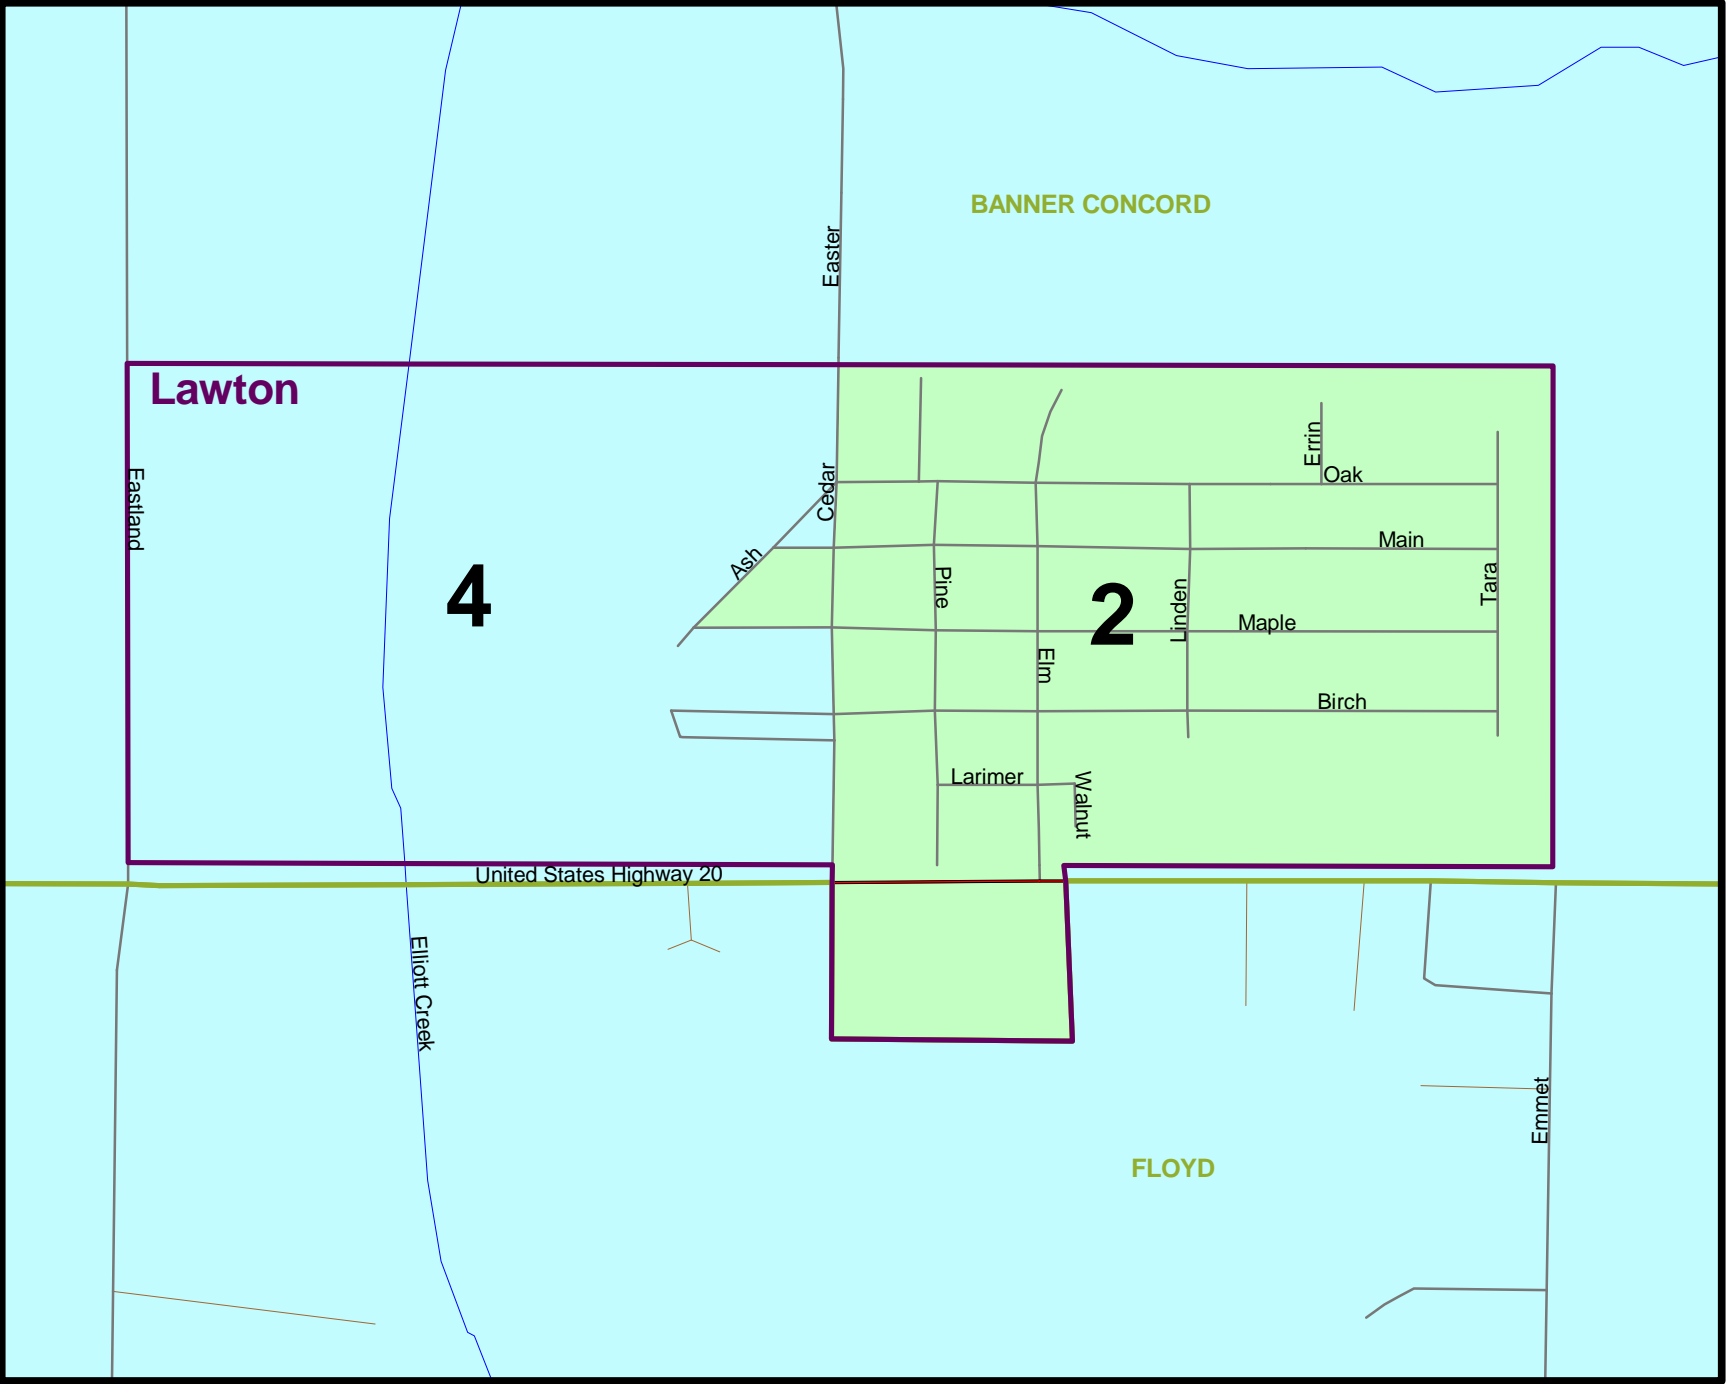 BANNER CONCORD
Easter
Lawton
Errin
Oak
Cedar
Eastland
Main
Ash
4
Pine
2
Linden
Tara
Maple
Elm
Birch
Larimer
Walnut
United States Highway 20
Elliott Creek
Emmet
FLOYD